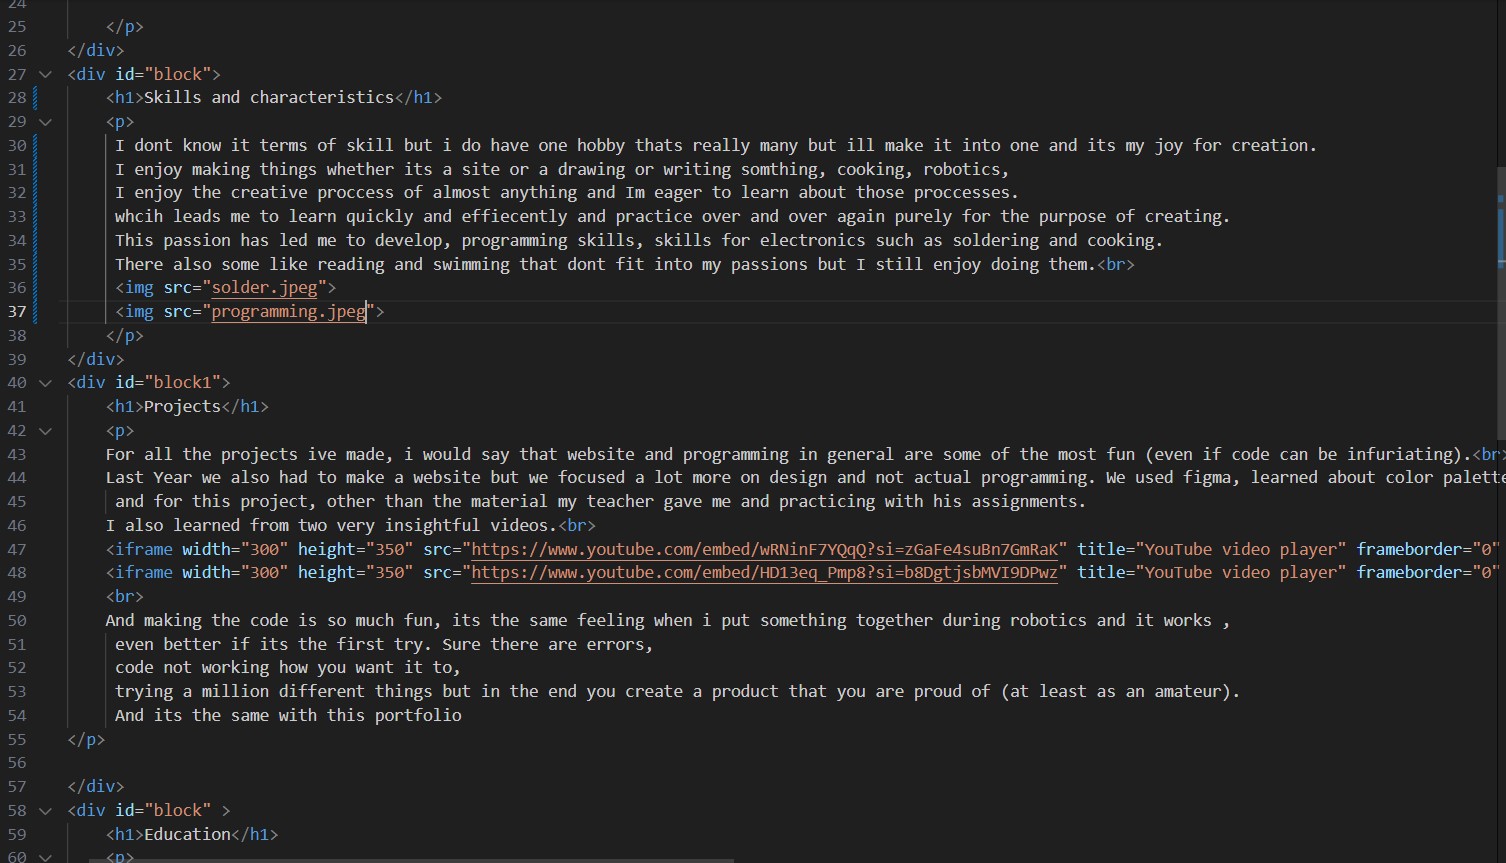 24
25 </p>
26 </div>
27 <div id="block">
28 <h1>Skills and characteristics</h1>
29 <p>
30 I dont know it terms of skill but i do have one hobby thats really many but ill make it into one and its my joy for creation.
31 I enjoy making things whether its a site or a drawing or writing somthing, cooking, robotics,
32 I enjoy the creative proccess of almost anything and Im eager to learn about those proccesses.
33 whcih leads me to learn quickly and effiecently and practice over and over again purely for the purpose of creating.
34 This passion has led me to develop, programming skills, skills for electronics such as soldering and cooking.
35 There also some like reading and swimming that dont fit into my passions but I still enjoy doing them.<br>
36 <img src="solder.jpeg">
37 <img src="programming.jpeg">
38 </p>
39 </div>
40 <div id="block1">
41 <h1>Projects</h1>
42 <p>
43 For all the projects ive made, i would say that website and programming in general are some of the most fun (even if code can be infuriating).<br>
44 Last Year we also had to make a website but we focused a lot more on design and not actual programming. We used figma, learned about color palette
45 and for this project, other than the material my teacher gave me and practicing with his assignments.
46 I also learned from two very insightful videos.<br>
47 <iframe width="300" height="350" src="https://www.youtube.com/embed/wRNinF7YQqQ?si=zGaFe4suBn7GmRaK" title="YouTube video player" frameborder="0"
48 <iframe width="300" height="350" src="https://www.youtube.com/embed/HD13eq_Pmp8?si=b8DgtjsbMVI9DPwz" title="YouTube video player" frameborder="0"
49 <br>
50 And making the code is so much fun, its the same feeling when i put something together during robotics and it works ,
51 even better if its the first try. Sure there are errors,
52 code not working how you want it to,
53 trying a million different things but in the end you create a product that you are proud of (at least as an amateur).
54 And its the same with this portfolio
55 </p>
56
57 </div>
58 <div id="block" >
59 <h1>Education</h1>
60 <p>